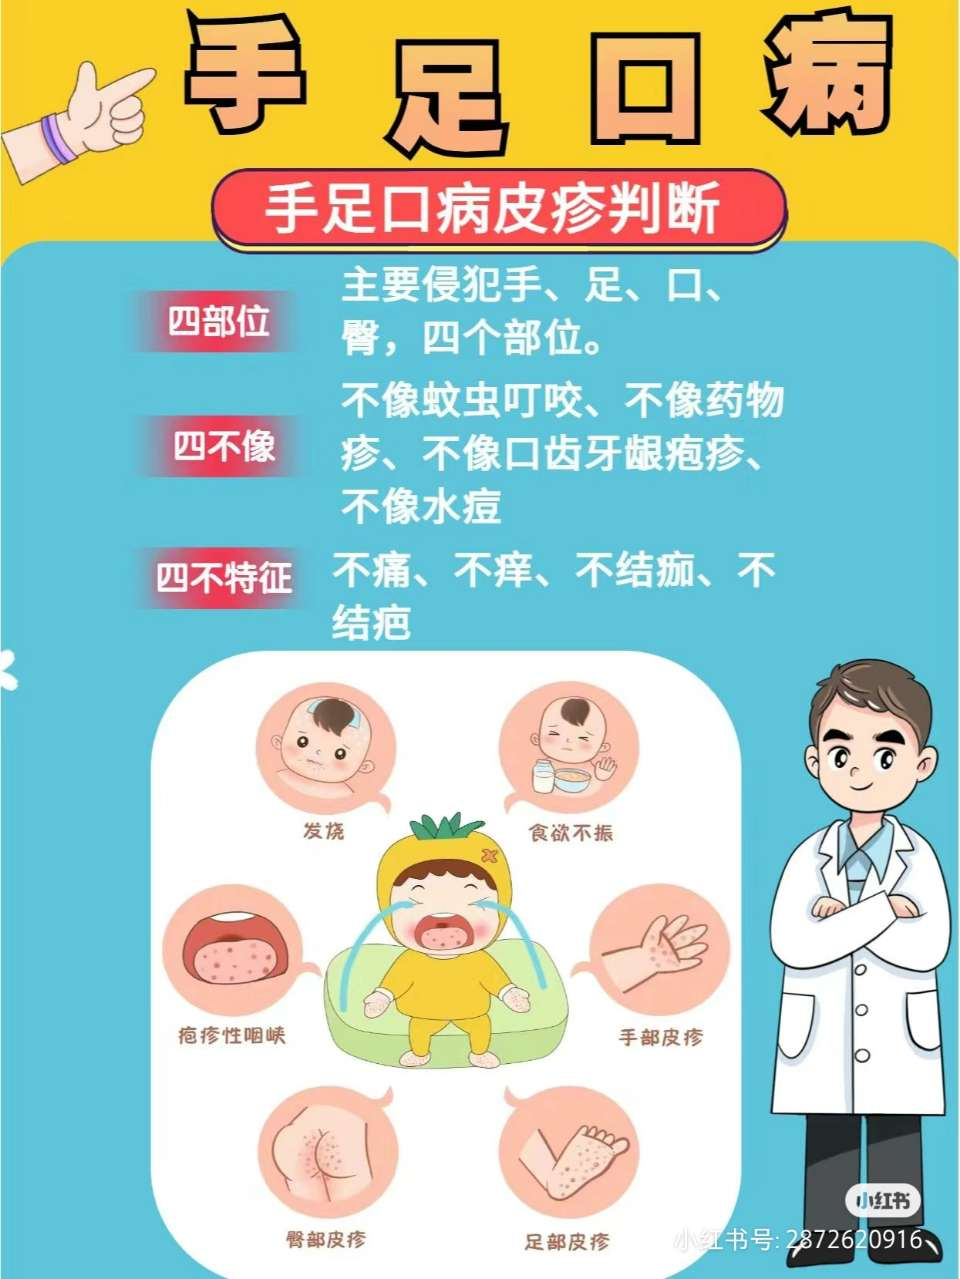 手足口病
手足口病皮疹判断
四部位
主要侵犯手、足、口、
臀，四个部位。
四不像
不像蚊虫叮咬、不像药物
疹、不像口齿牙龈疱疹、
不像水痘
四不特征
不痛、不痒、不结痂、不
结疤
发烧
食欲不振
疱疹性咽峡
手部皮疹
臀部皮疹
足部皮疹
小红书
小红书号: 2872620916